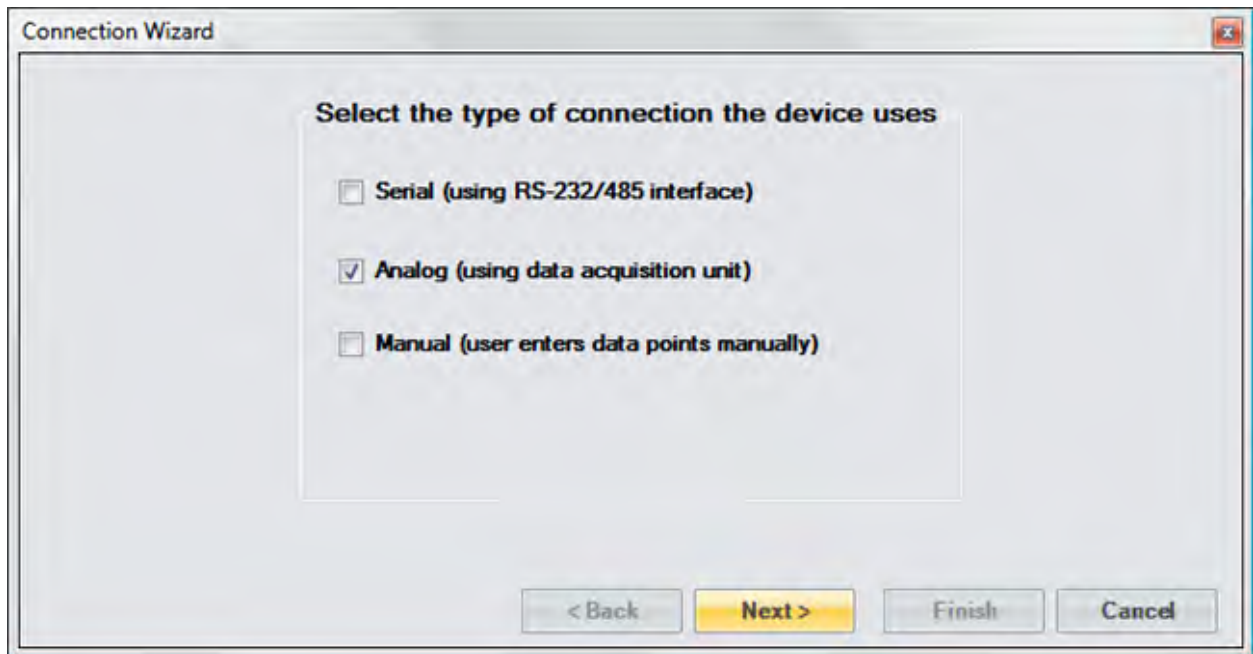 Connection Wizard
Select the type of connection the device uses
Serial (using RS-232/485 interface)
Analog (using data acquisition unit)
Manual (user enters data points manually)
< Back Next > Finish Cancel